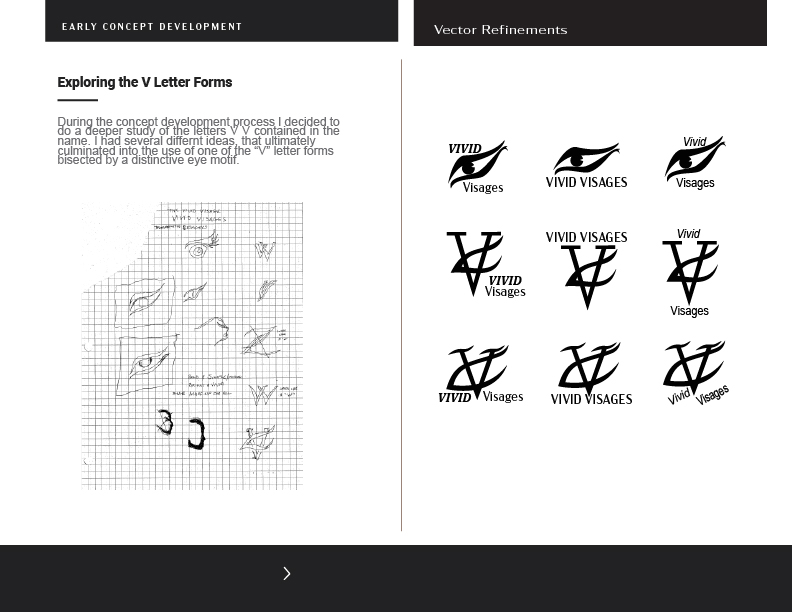 EARLY CONCEPT DEVELOPMENT
Vector Refinements
Exploring the V Letter Forms
During the concept development process I decided to
do a deeper study of the letters V V contained in the
name. I had several differnt ideas, that ultimately
culminated into the use of one of the “V” letter forms
bisected by a distinctive eye motif.
VIVID VISAGES
VIVID
Visages
VIVID VISAGES
Vivid
Visages
VIVID
Visages
VIVID VISAGES
Vivid
Visages
VIVID
Visages
VIVID VISAGES
Vivid
Visages